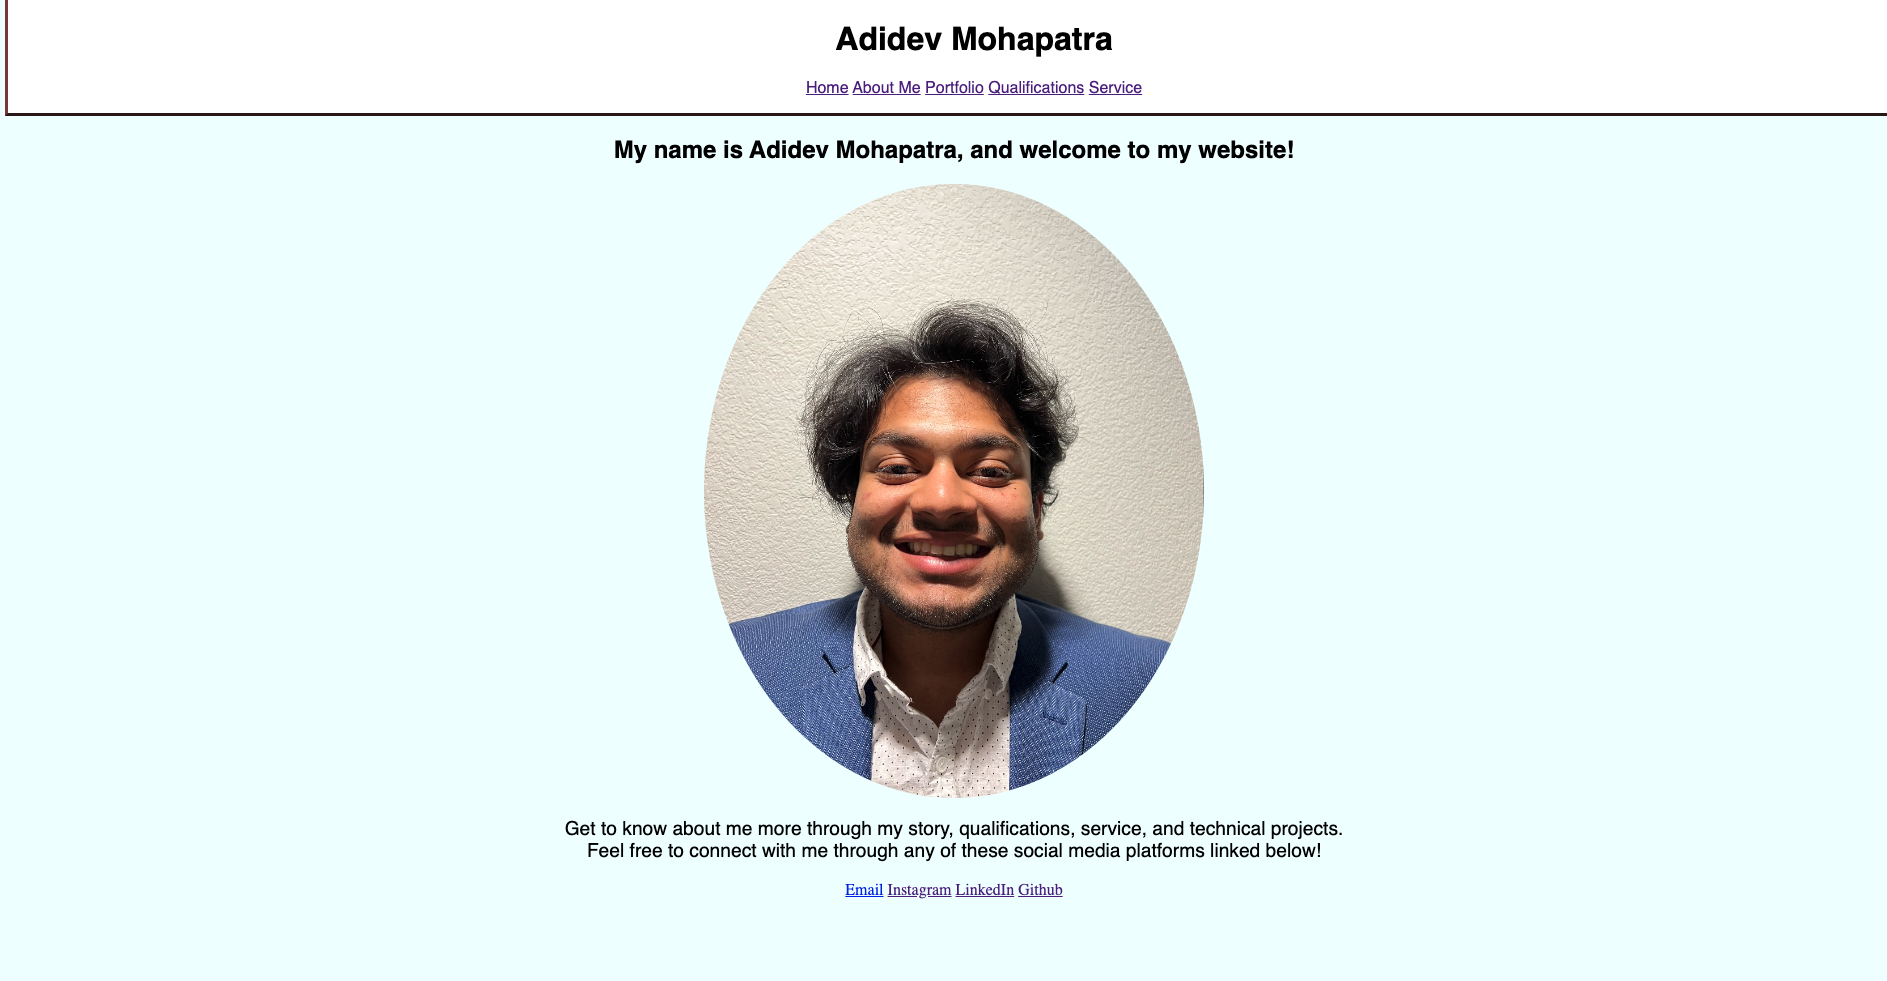 Adidev Mohapatra
Home About Me Portfolio Qualifications Service
My name is Adidev Mohapatra, and welcome to my website!
Get to know about me more through my story, qualifications, service, and technical projects.
Feel free to connect with me through any of these social media platforms linked below!
Email Instagram LinkedIn Github